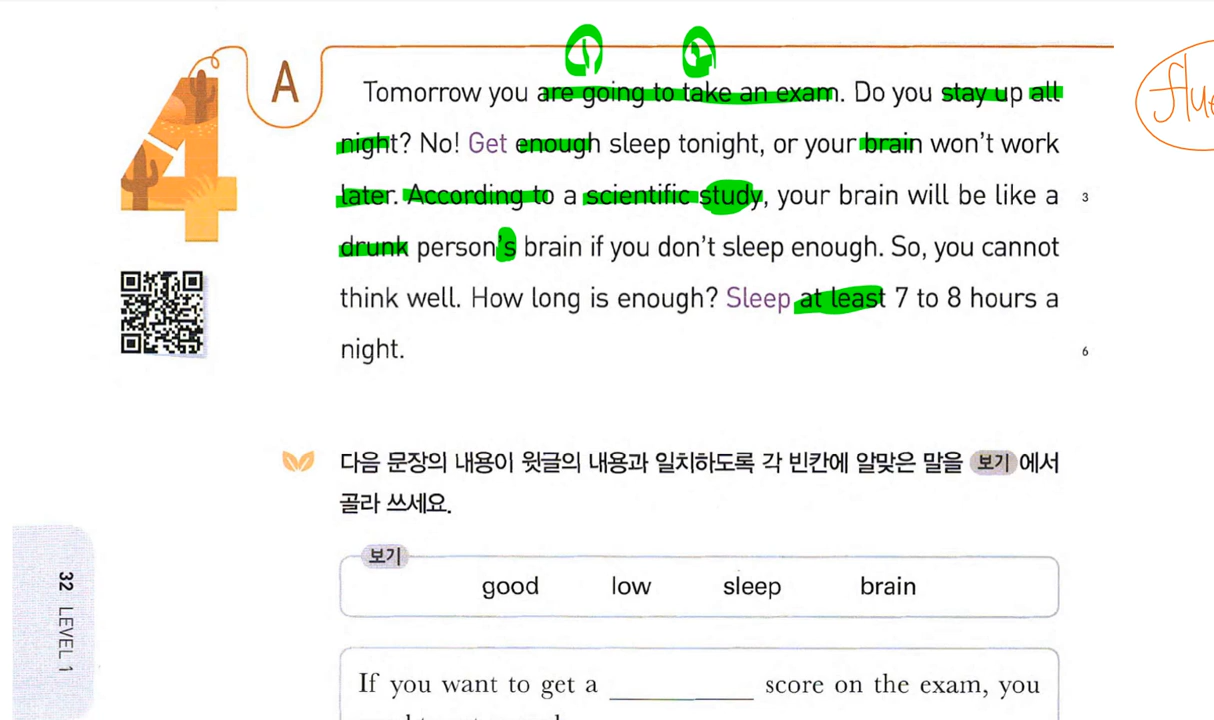 4
A
Tomorrow you are going to take an exam. Do you stay up all
night? No! Get enough sleep tonight, or your brain won't work
later. According to a scientific study, your brain will be like a 3
drunk person's brain if you don't sleep enough. So, you cannot
think well. How long is enough? Sleep at least 7 to 8 hours a
night. 6
다음 문장의 내용이 윗글의 내용과 일치하도록 각 빈칸에 알맞은 말을 보기 에서
골라 쓰세요.
보기
good low sleep brain
If you want to get a ____________ score on the exam, you
32 LEVEL 1